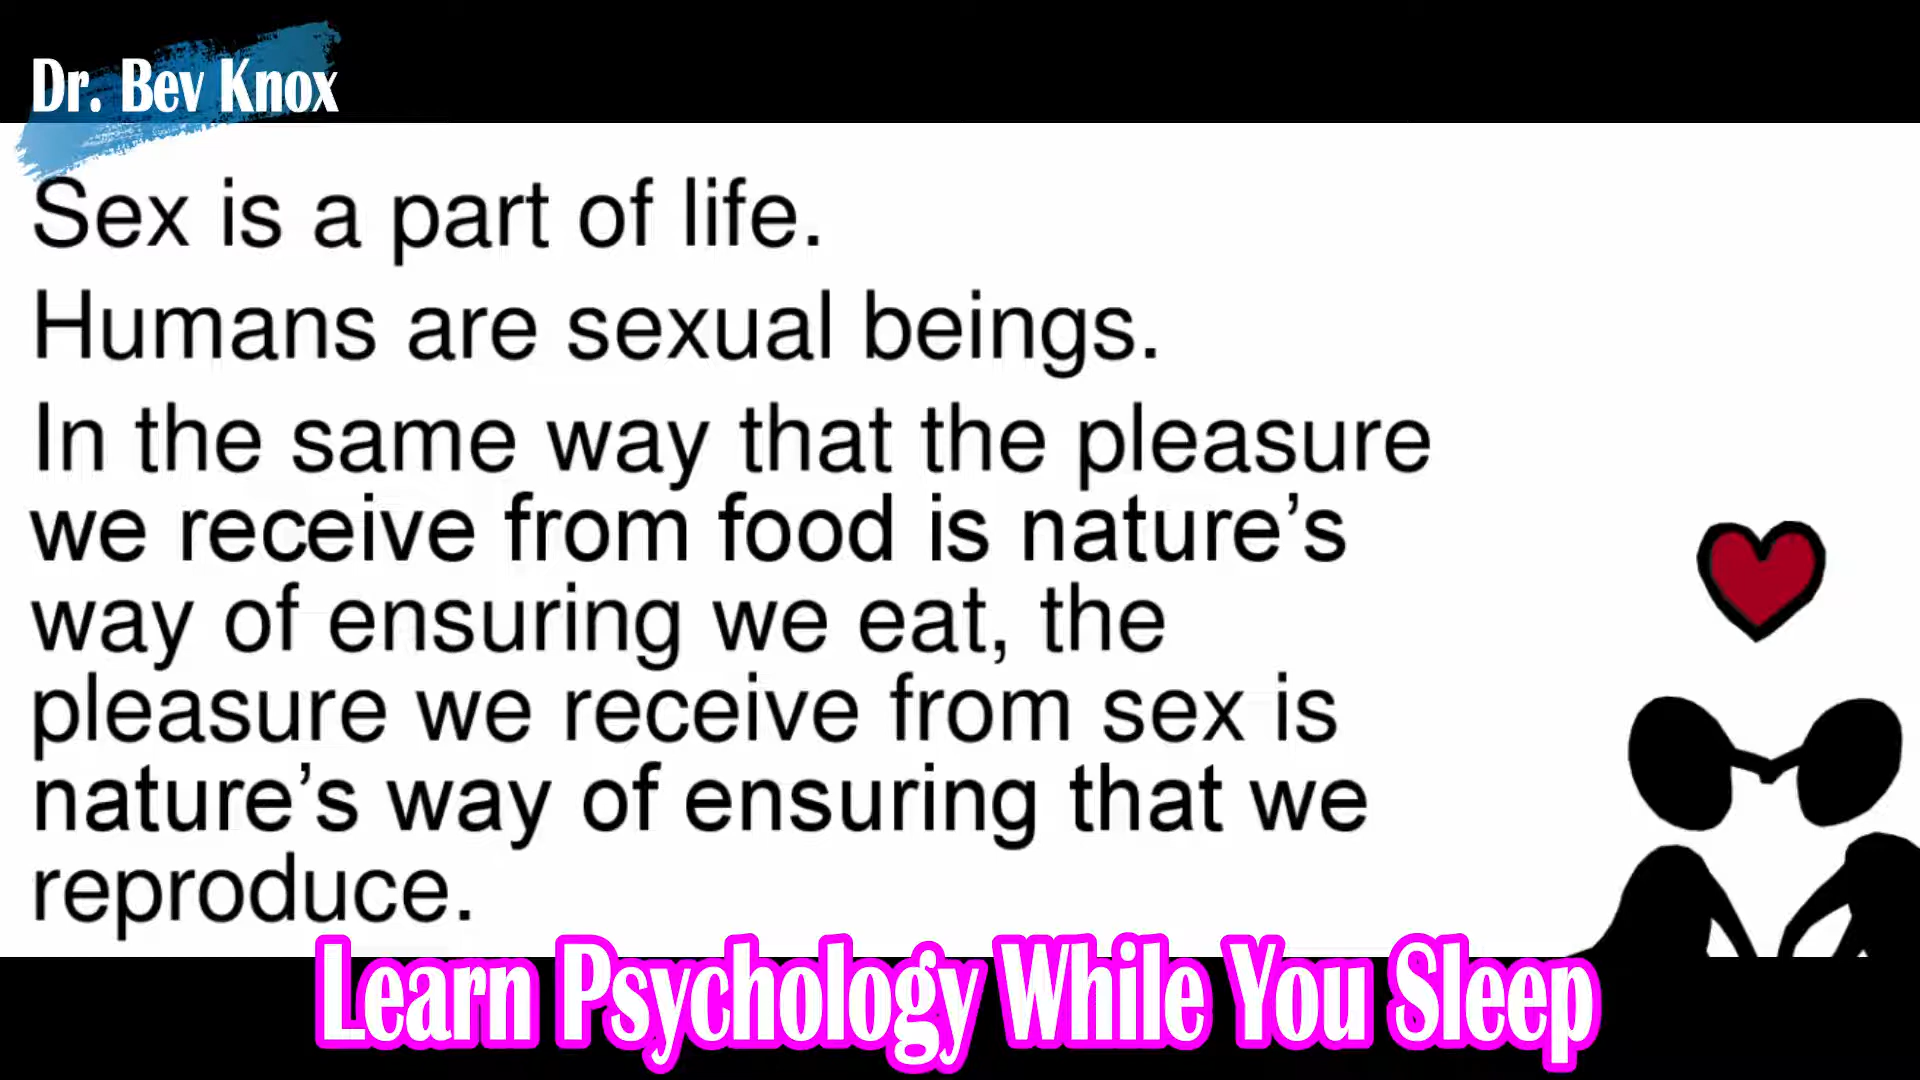 Dr. Bev Knox
Sex is a part of life.
Humans are sexual beings.
In the same way that the pleasure
we receive from food is nature’s
way of ensuring we eat, the
pleasure we receive from sex is
nature’s way of ensuring that we
reproduce.
Learn Psychology While You Sleep